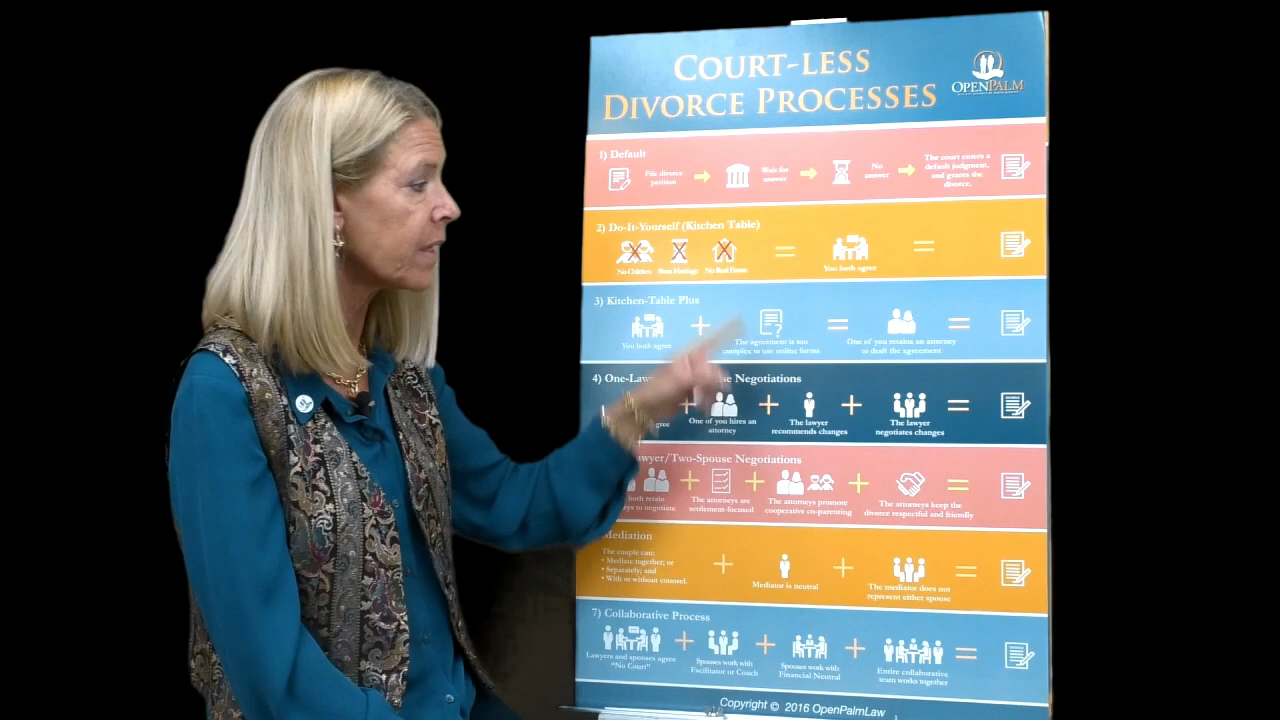 COURT-LESS
DIVORCE PROCESSES
OPENPALM
1) Default
File divorce
petition
Wait for
answer
No
answer
The court enters a
default judgment,
and grants the
divorce.
2) Do-It-Yourself (Kitchen Table)
No Children
Short Marriage
No Real Estate
You both agree
3) Kitchen-Table Plus
You both agree
The agreement is too
complex to use online forms
One of you retains an attorney
to draft the agreement
4) One-Law
se Negotiations
gree
One of you hires an
attorney
The lawyer
recommends changes
The lawyer
negotiates changes
awyer/Two-Spouse Negotiations
both retain
eys to negotiate
The attorneys are
settlement-focused
The attorneys promote
cooperative co-parenting
The attorneys keep the
divorce respectful and friendly
Mediation
The couple can:
• Mediate together; or
• Separately; and
• With or without counsel.
Mediator is neutral
The mediator does not
represent either spouse
7) Collaborative Process
Lawyers and spouses agree
"No Court"
Spouses work with
Facilitator or Coach
Spouses work with
Financial Neutral
Entire collaborative
team works together
Copyright © 2016 OpenPalmLaw